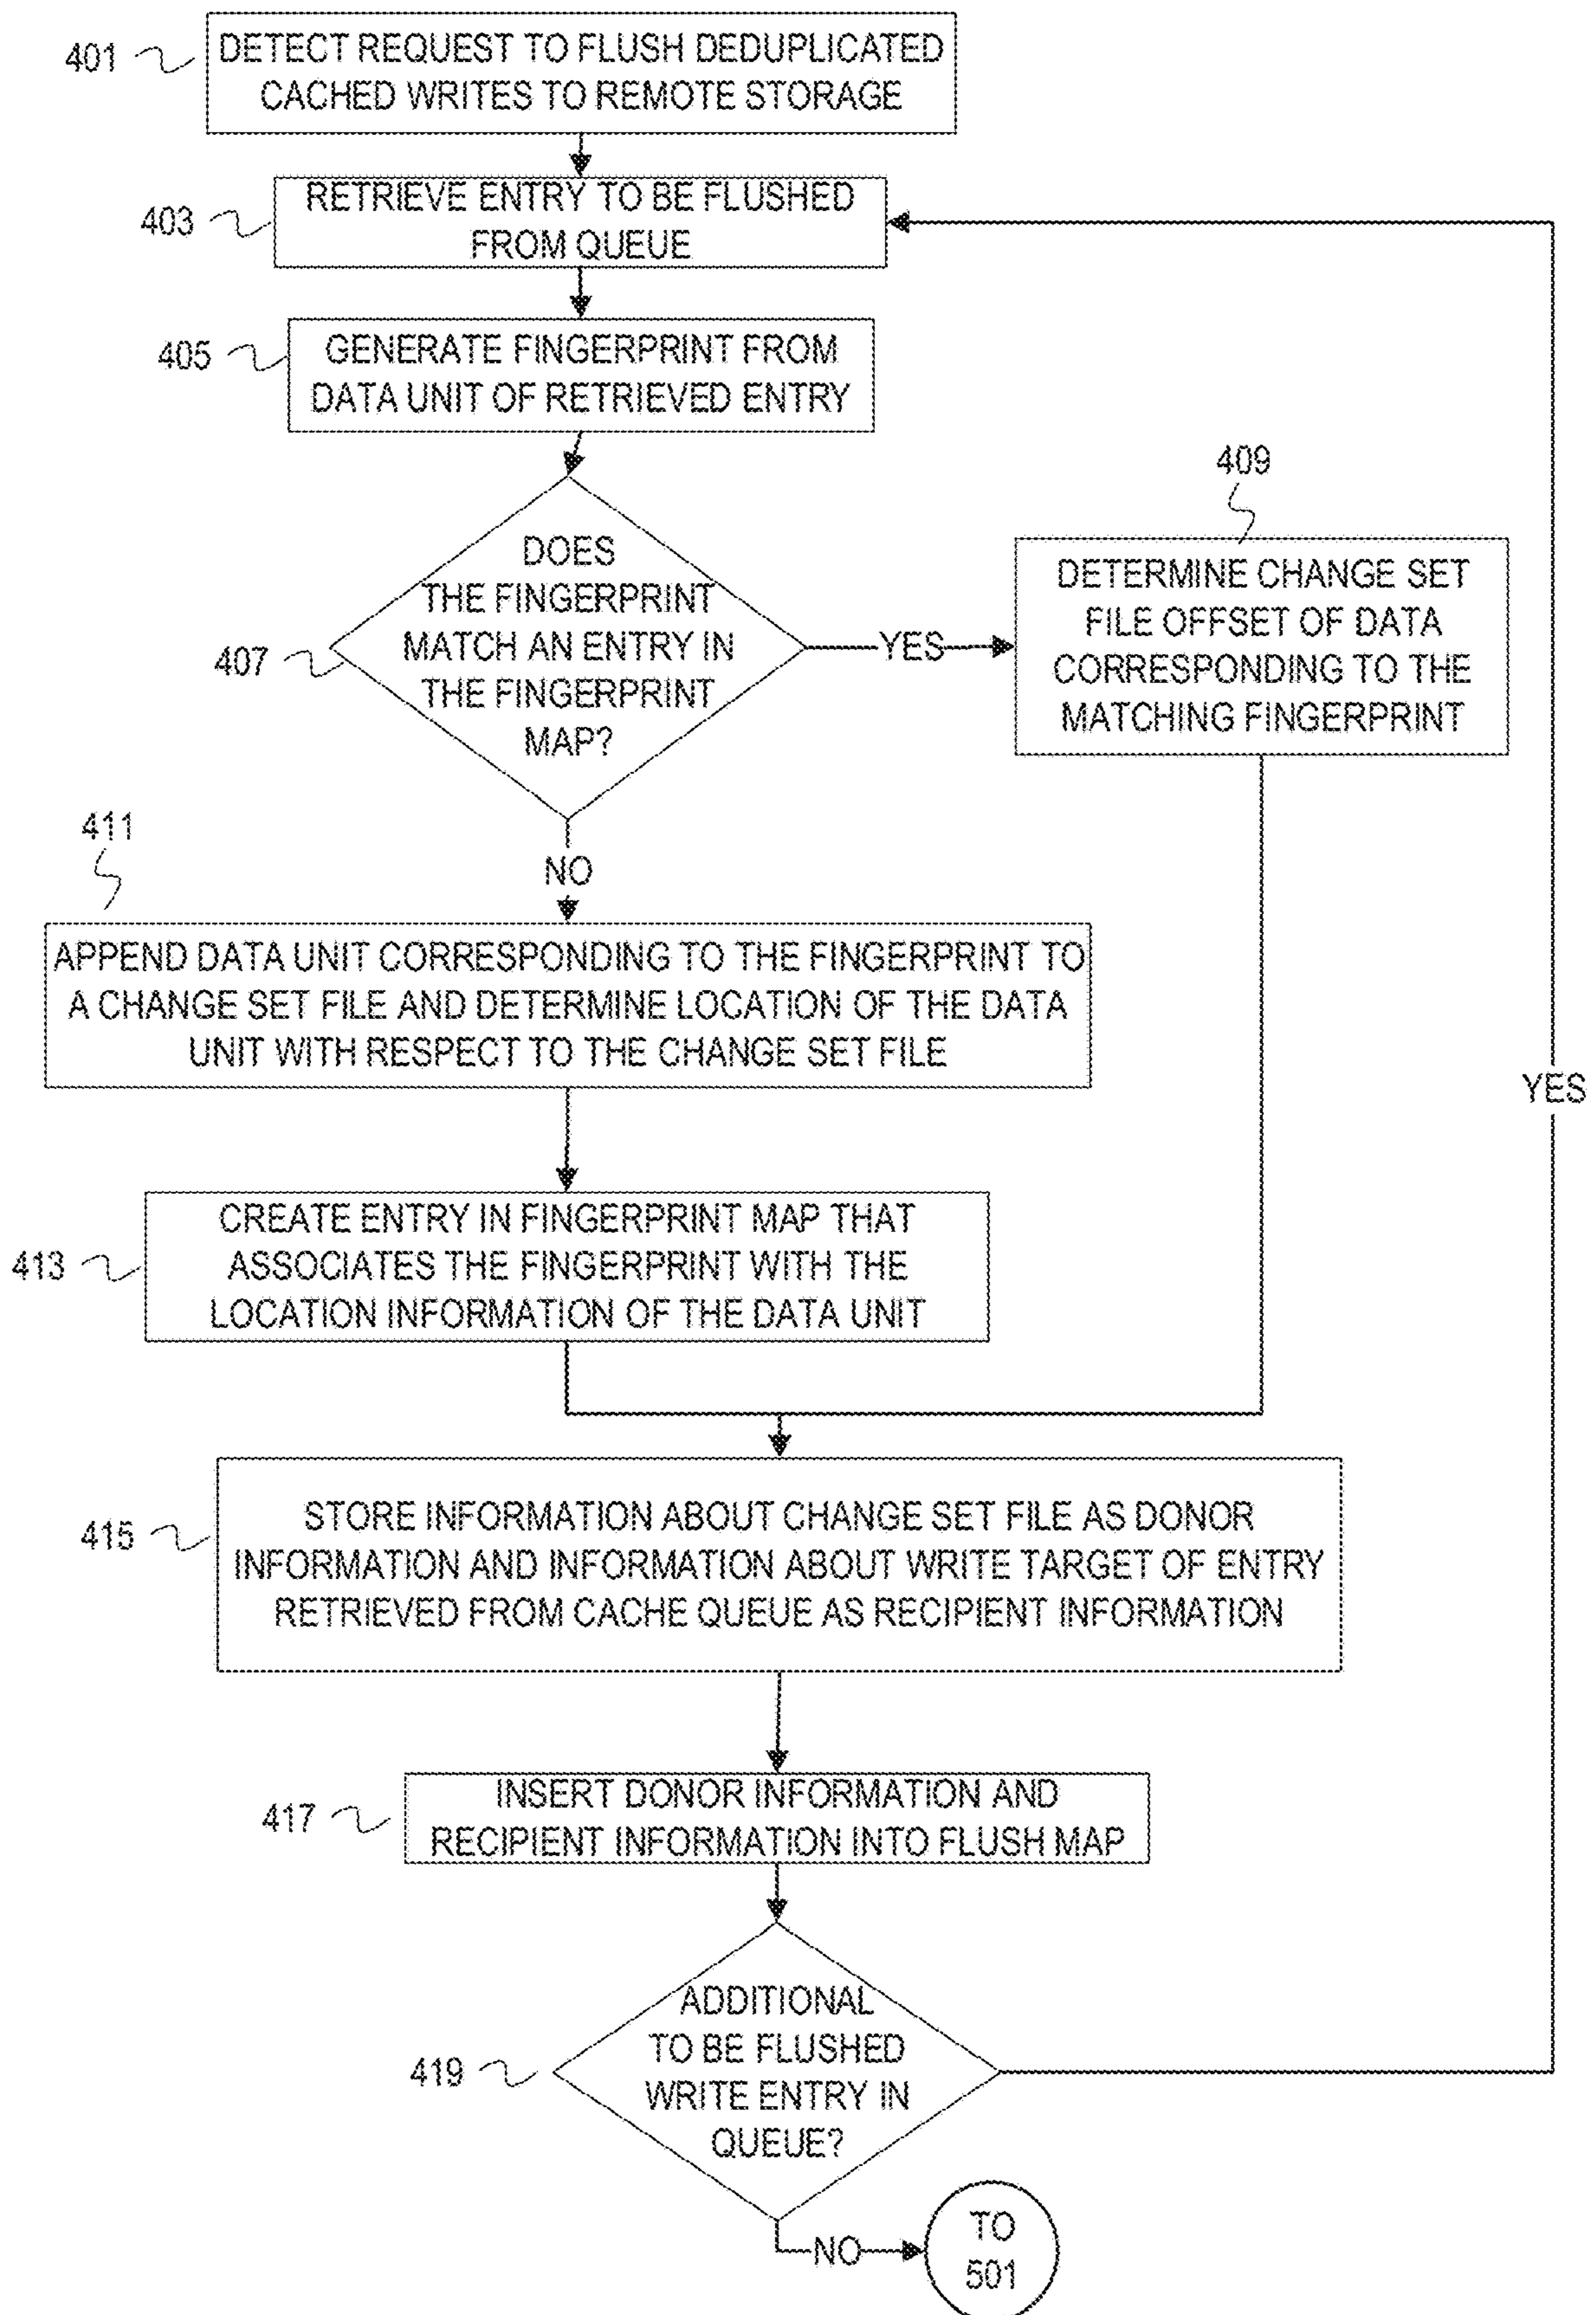 401
DETECT REQUEST TO FLUSH DEDUPLICATED
CACHED WRITES TO REMOTE STORAGE
403
RETRIEVE ENTRY TO BE FLUSHED
FROM QUEUE
405
GENERATE FINGERPRINT FROM
DATA UNIT OF RETRIEVED ENTRY
407
DOES
THE FINGERPRINT
MATCH AN ENTRY IN
THE FINGERPRINT
MAP?
YES
409
DETERMINE CHANGE SET
FILE OFFSET OF DATA
CORRESPONDING TO THE
MATCHING FINGERPRINT
NO
411
APPEND DATA UNIT CORRESPONDING TO THE FINGERPRINT TO
A CHANGE SET FILE AND DETERMINE LOCATION OF THE DATA
UNIT WITH RESPECT TO THE CHANGE SET FILE
YES
413
CREATE ENTRY IN FINGERPRINT MAP THAT
ASSOCIATES THE FINGERPRINT WITH THE
LOCATION INFORMATION OF THE DATA UNIT
415
STORE INFORMATION ABOUT CHANGE SET FILE AS DONOR
INFORMATION AND INFORMATION ABOUT WRITE TARGET OF ENTRY
RETRIEVED FROM CACHE QUEUE AS RECIPIENT INFORMATION
417
INSERT DONOR INFORMATION AND
RECIPIENT INFORMATION INTO FLUSH MAP
419
ADDITIONAL
TO BE FLUSHED
WRITE ENTRY IN
QUEUE?
NO
TO
501